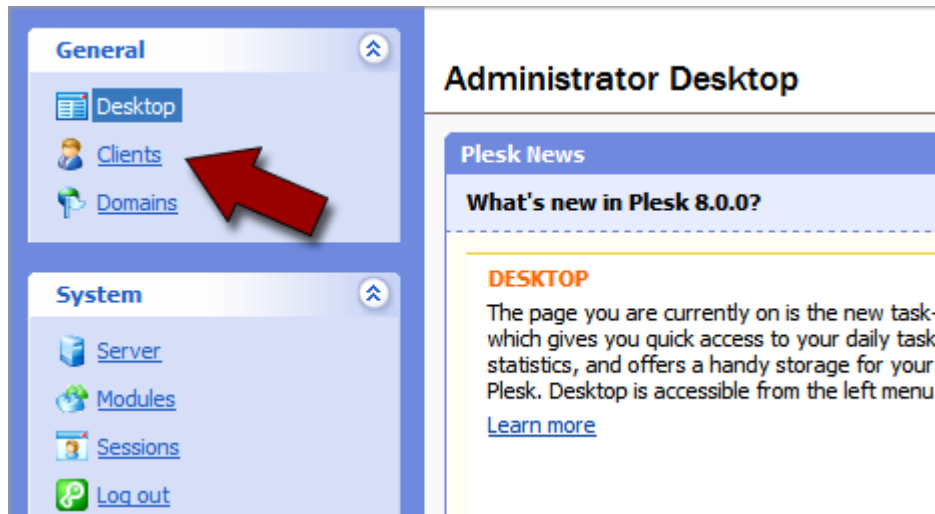 General
Desktop
Clients
Domains
System
Server
Modules
Sessions
Log out
Administrator Desktop
Plesk News
What's new in Plesk 8.0.0?
DESKTOP
The page you are currently on is the new task-
which gives you quick access to your daily task
statistics, and offers a handy storage for your
Plesk. Desktop is accessible from the left menu
Learn more